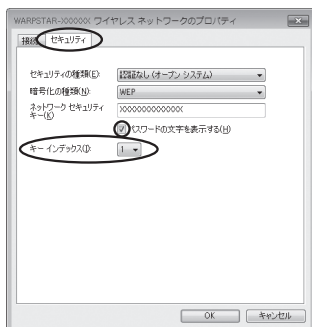 WARPSTAR-XXXXXX ワイヤレス ネットワークのプロパティ
接続 セキュリティ
セキュリティの種類(E): 認証なし (オープン システム)
暗号化の種類(N): WEP
ネットワーク セキュリティ
キー(K) XXXXXXXXXXXXX
パスワードの文字を表示する(H)
キー インデックス(I): 1
OK キャンセル